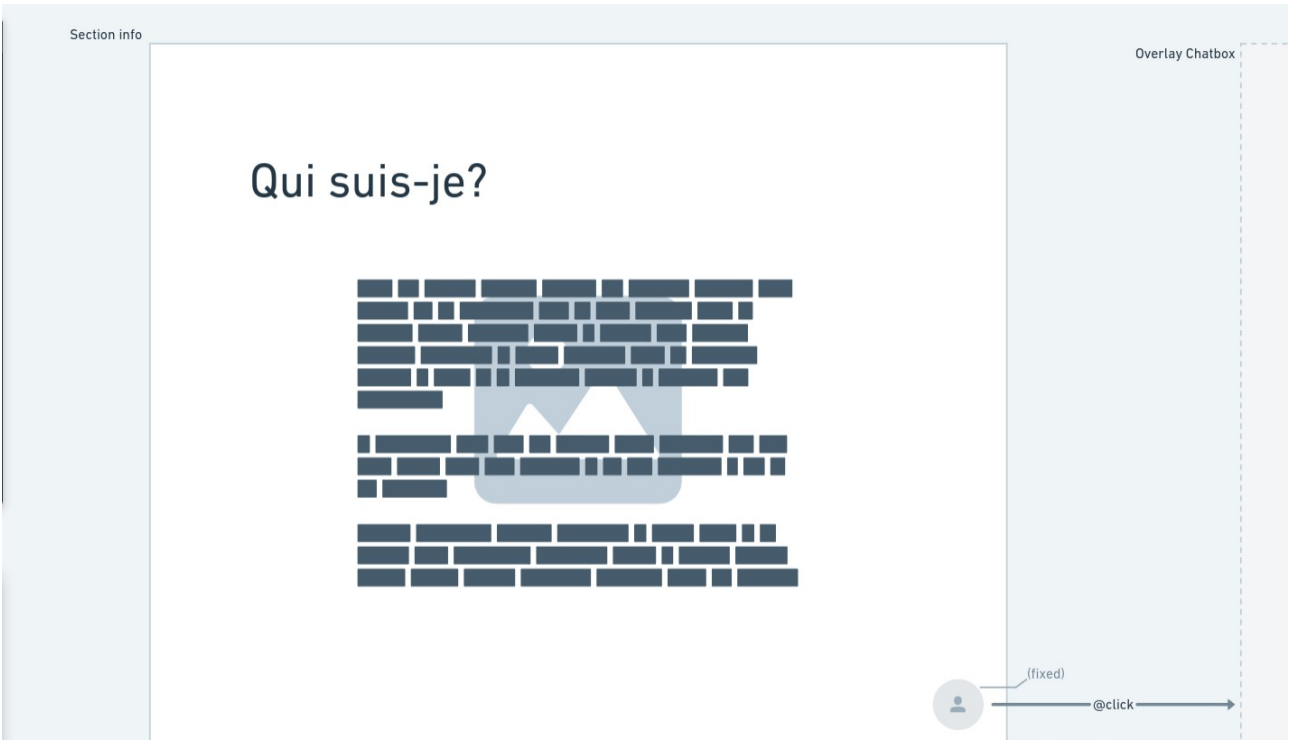 Section info
Overlay Chatbox
Qui suis-je?
(fixed)
@click